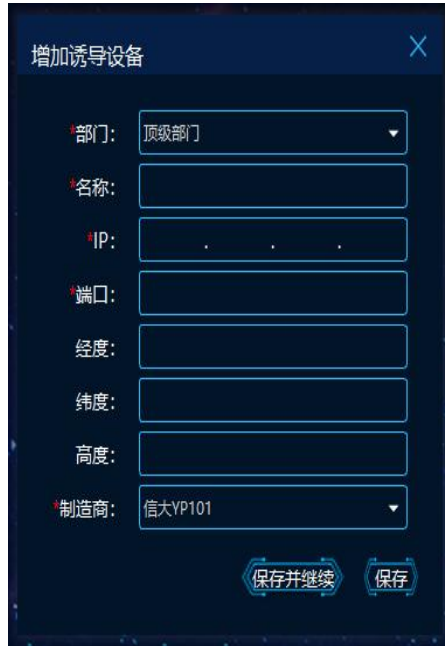 增加诱导设备
*部门: 顶级部门
*名称:
*IP: . . .
*端口:
经度:
纬度:
高度:
*制造商: 信大YP101
保存并继续 保存